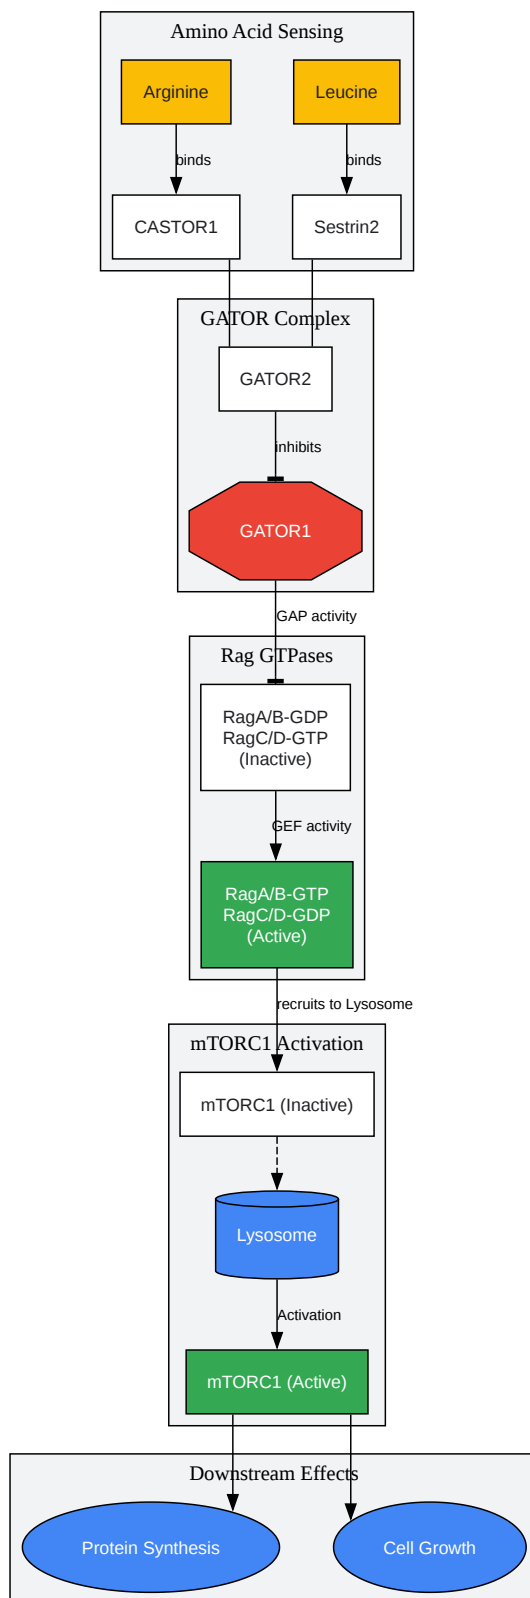 Amino Acid Sensing
Arginine
Leucine
binds
binds
CASTOR1
Sestrin2
GATOR Complex
GATOR2
inhibits
GATOR1
GAP activity
Rag GTPases
RagA/B-GDP
RagC/D-GTP
(Inactive)
GEF activity
RagA/B-GTP
RagC/D-GDP
(Active)
recruits to Lysosome
mTORC1 Activation
mTORC1 (Inactive)
Lysosome
Activation
mTORC1 (Active)
Downstream Effects
Protein Synthesis
Cell Growth